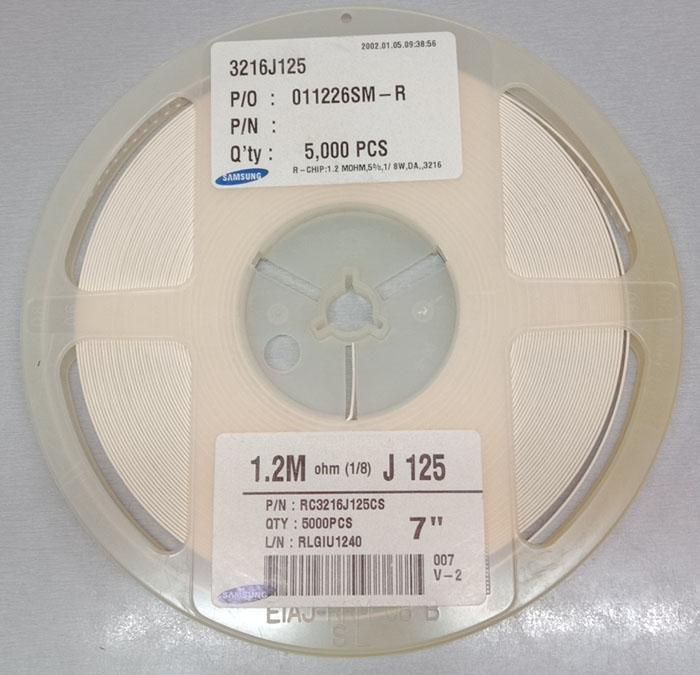 2002.01.05.09:38:56
3216J125
P/O : 011226SM-R
P/N :
Q'ty : 5,000 PCS
R-CHIP:1.2 MOHM,5%,1/8W,DA,,3216
SAMSUNG
1.2M ohm (1/8) J 125
P/N : RC3216J125CS
QTY : 5000PCS
L/N : RLGIU1240
7"
007
V-2
SAMSUNG